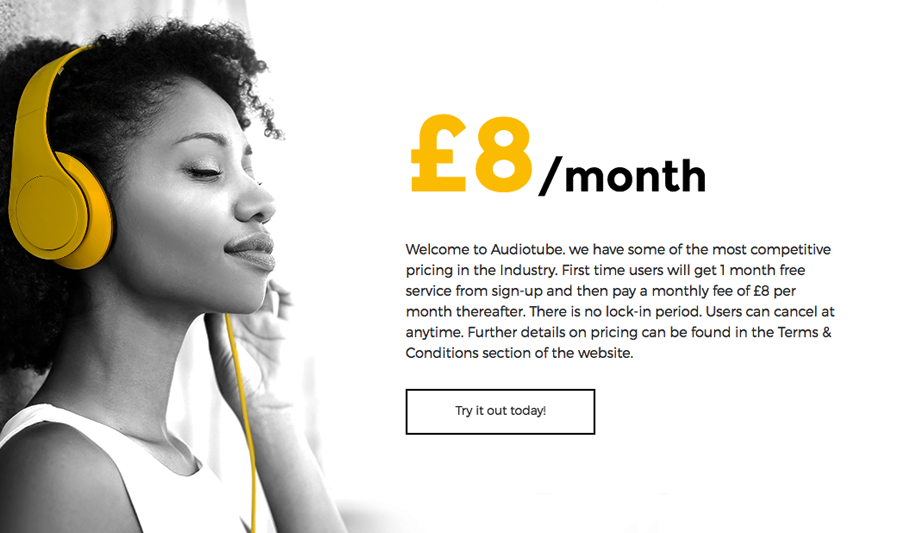 £8 /month
Welcome to Audiotube. we have some of the most competitive
pricing in the Industry. First time users will get 1 month free
service from sign-up and then pay a monthly fee of £8 per
month thereafter. There is no lock-in period. Users can cancel at
anytime. Further details on pricing can be found in the Terms &
Conditions section of the website.
Try it out today!